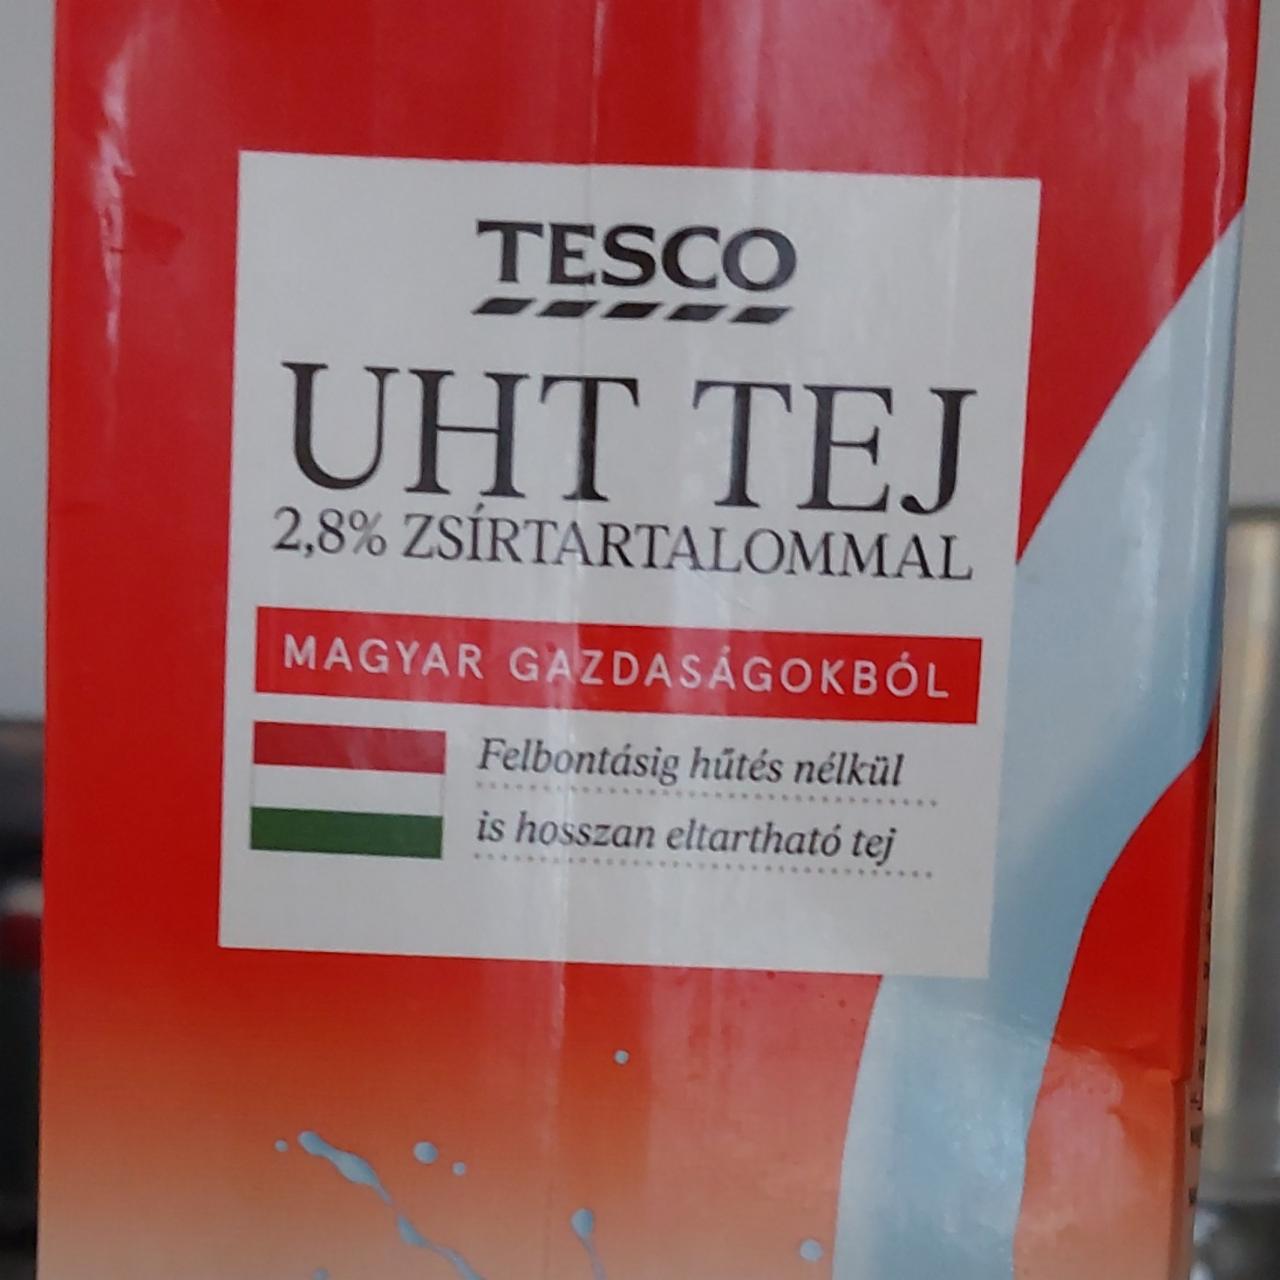 TESCO
UHT TEJ
2,8% ZSÍRTARTALOMMAL
MAGYAR GAZDASÁGOKBÓL
Felbontásig hűtés nélkül
is hosszan eltartható tej